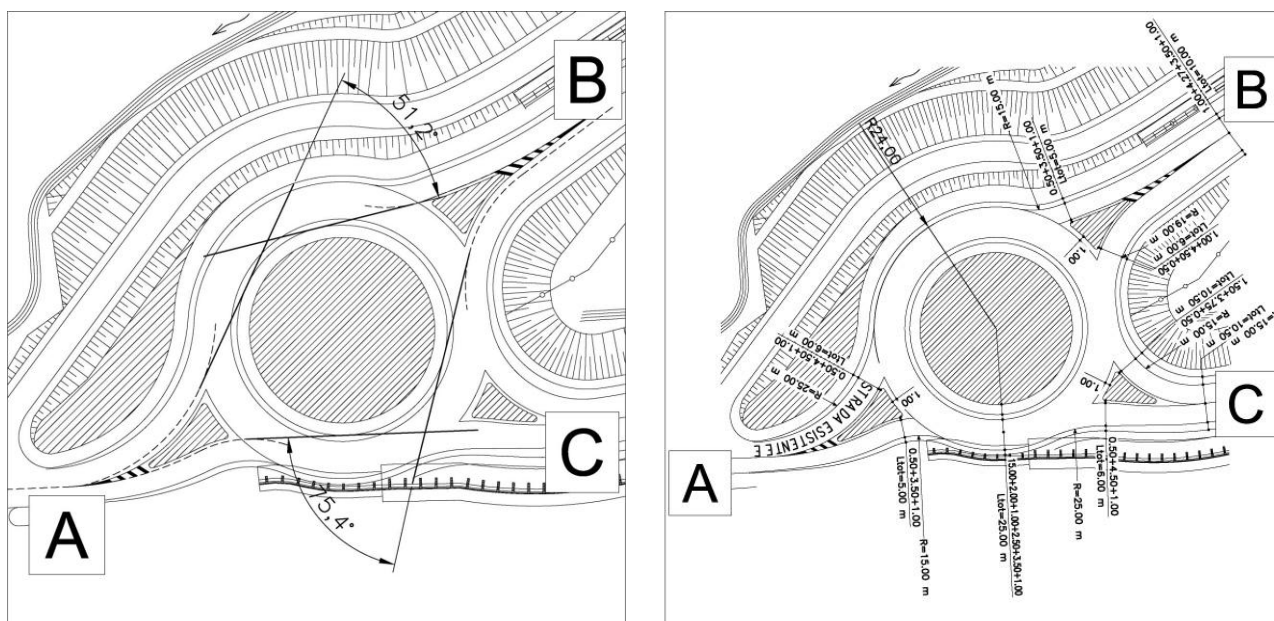 51,2°
B
C
75,4°
A
1.00+4.27+3.50+1.00
Ltot=10.00 m
B
R=15.00 m
0.50+3.50+1.00
Ltot=5.00 m
R24.00
R=19.00 m
Ltot=6.00 m
1.00+4.50+0.50
1.00
1.50+3.75+0.50
Ltot=10.50 m
R=15.00 m
Ltot=10.50 m
R=15.00 m
0.50+4.50+1.00
Ltot=6.00 m
R=25.00 m
STRADA ESISTENTE
1.00
1.00
C
A
0.50+3.50+1.00
Ltot=5.00 m
R=15.00 m
15.00+2.00+1.00+2.50+3.50+1.00
Ltot=25.00 m
R=25.00 m
0.50+4.50+1.00
Ltot=6.00 m